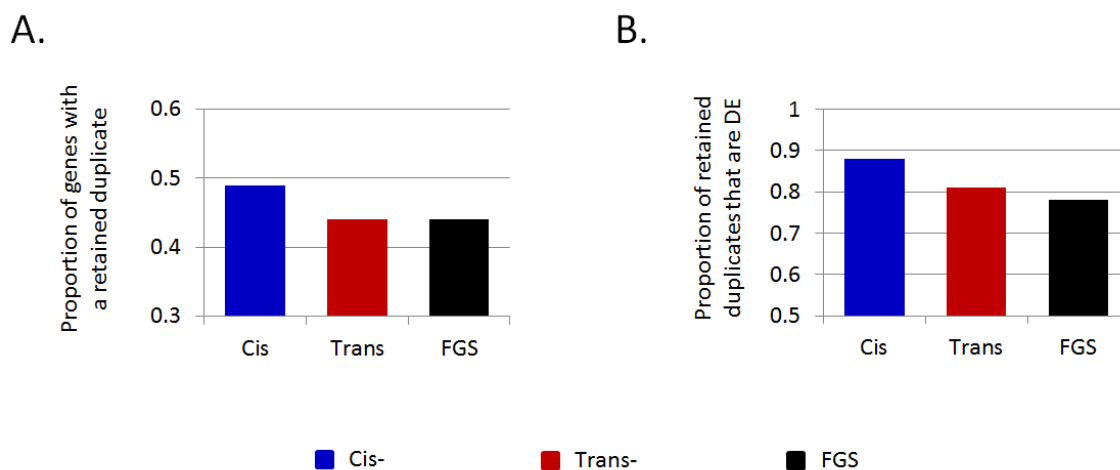 A.
B.
Proportion of genes with
a retained duplicate
0.6
0.5
0.4
0.3
Cis
Trans
FGS
Proportion of retained
duplicates that are DE
1
0.9
0.8
0.7
0.6
0.5
Cis
Trans
FGS
Cis-
Trans-
FGS